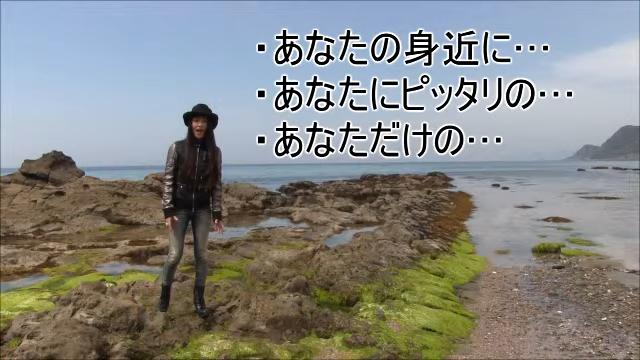 ・あなたの身近に…
・あなたにピッタリの…
・あなただけの…